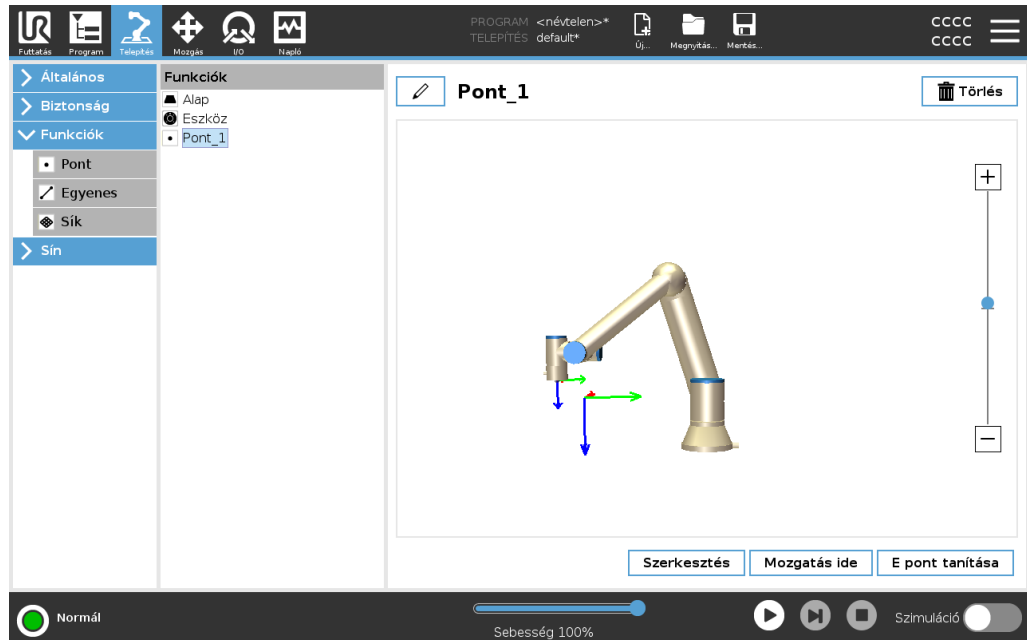 UR
PROGRAM <névtelen>*
TELEPÍTÉS default*
CCCC
CCCC
Futtatás Program Telepítés Mozgás I/O Napló Új... Megnyitás... Mentés...
Általános
Biztonság
Funkciók
Pont
Egyenes
Sík
Sín
Funkciók
Alap
Eszköz
Pont_1
Pont_1
Törlés
Szerkesztés Mozgatás ide E pont tanítása
Normál
Sebesség 100%
Szimuláció